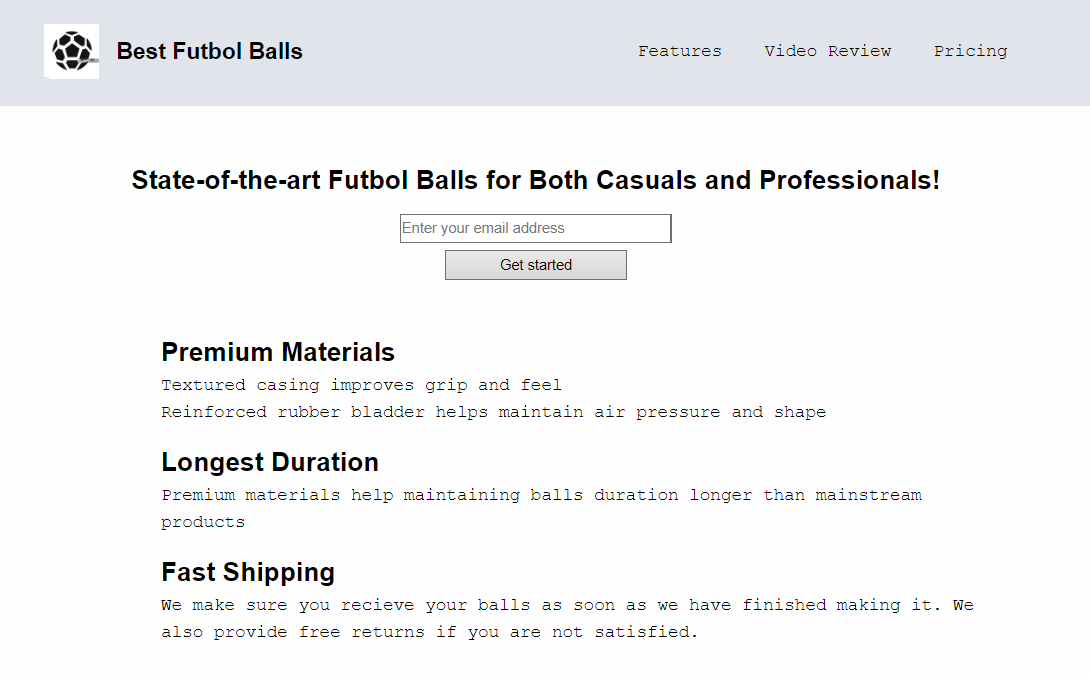 Best Futbol Balls
Features
Video Review
Pricing
State-of-the-art Futbol Balls for Both Casuals and Professionals!
Enter your email address
Get started
Premium Materials
Textured casing improves grip and feel
Reinforced rubber bladder helps maintain air pressure and shape
Longest Duration
Premium materials help maintaining balls duration longer than mainstream
products
Fast Shipping
We make sure you recieve your balls as soon as we have finished making it. We
also provide free returns if you are not satisfied.